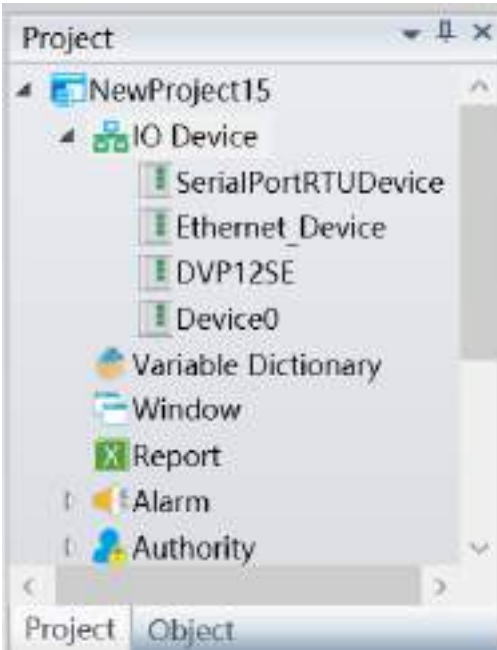 Project
NewProject15
IO Device
SerialPortRTUDevice
Ethernet_Device
DVP12SE
Device0
Variable Dictionary
Window
Report
Alarm
Authority
Project Object